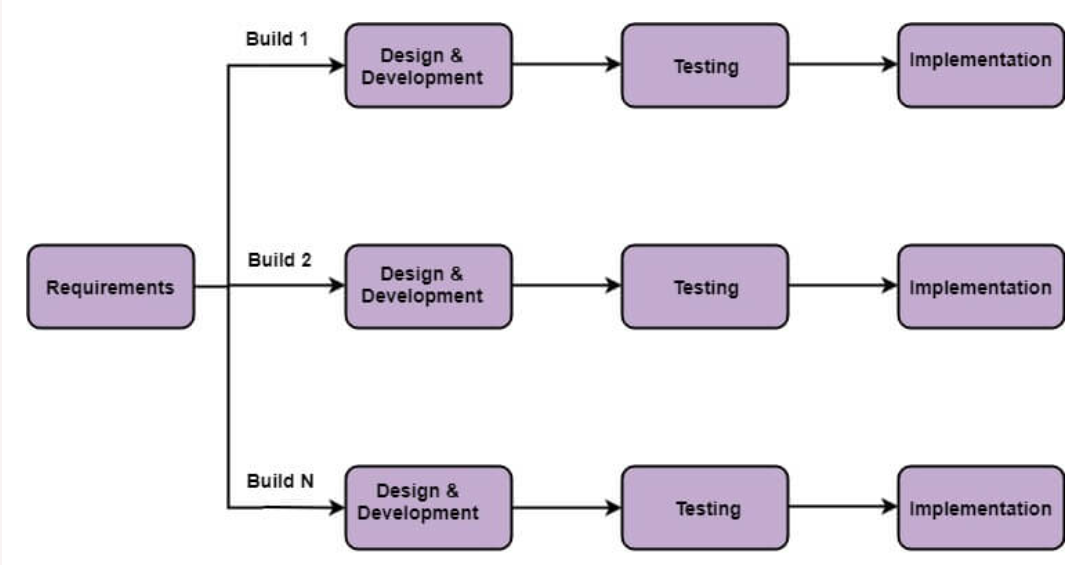 Build 1
Design &
Development
Testing
Implementation
Requirements
Build 2
Design &
Development
Testing
Implementation
Build N
Design &
Development
Testing
Implementation